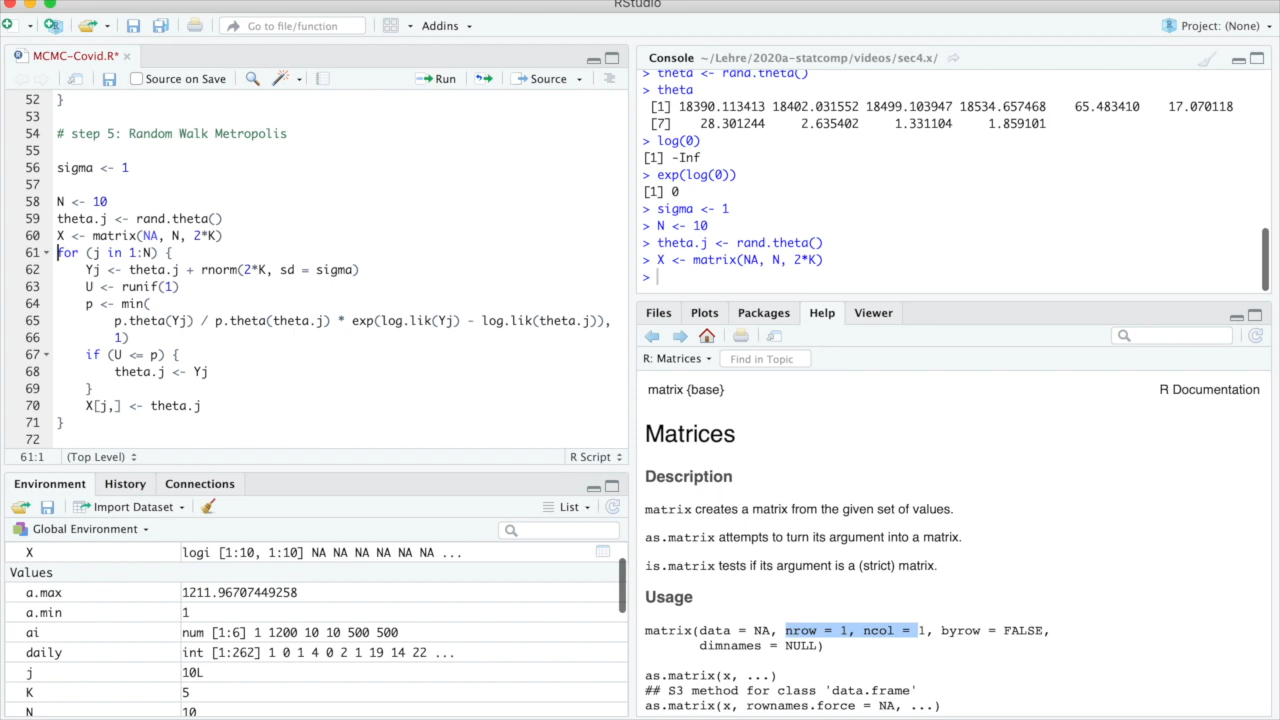 RStudio
Go to file/function
Addins
Project: (None)
MCMC-Covid.R*
Source on Save
Run
Source
52 }
53
54 # step 5: Random Walk Metropolis
55
56 sigma <- 1
57
58 N <- 10
59 theta.j <- rand.theta()
60 X <- matrix(NA, N, 2*K)
61 for (j in 1:N) {
62 Yj <- theta.j + rnorm(2*K, sd = sigma)
63 U <- runif(1)
64 p <- min(
65 p.theta(Yj) / p.theta(theta.j) * exp(log.lik(Yj) - log.lik(theta.j)),
66 1)
67 if (U <= p) {
68 theta.j <- Yj
69 }
70 X[j,] <- theta.j
71 }
72
61:1 (Top Level) R Script
Environment History Connections
Import Dataset List
Global Environment
X logi [1:10, 1:10] NA NA NA NA NA NA ...
Values
a.max 1211.96707449258
a.min 1
ai num [1:6] 1 1200 10 10 500 500
daily int [1:262] 1 0 1 4 0 2 1 19 14 22 ...
j 10L
K 5
N 10
Console ~/Lehre/2020a-statcomp/videos/sec4.x/
> theta <- rand.theta()
> theta
[1] 18390.113413 18402.031552 18499.103947 18534.657468 65.483410 17.070118
[7] 28.301244 2.635402 1.331104 1.859101
> log(0)
[1] -Inf
> exp(log(0))
[1] 0
> sigma <- 1
> N <- 10
> theta.j <- rand.theta()
> X <- matrix(NA, N, 2*K)
>
Files Plots Packages Help Viewer
R: Matrices Find in Topic
matrix {base} R Documentation
Matrices
Description
matrix creates a matrix from the given set of values.
as.matrix attempts to turn its argument into a matrix.
is.matrix tests if its argument is a (strict) matrix.
Usage
matrix(data = NA, nrow = 1, ncol = 1, byrow = FALSE,
dimnames = NULL)
as.matrix(x, ...)
## S3 method for class 'data.frame'
as.matrix(x, rownames.force = NA, ...)